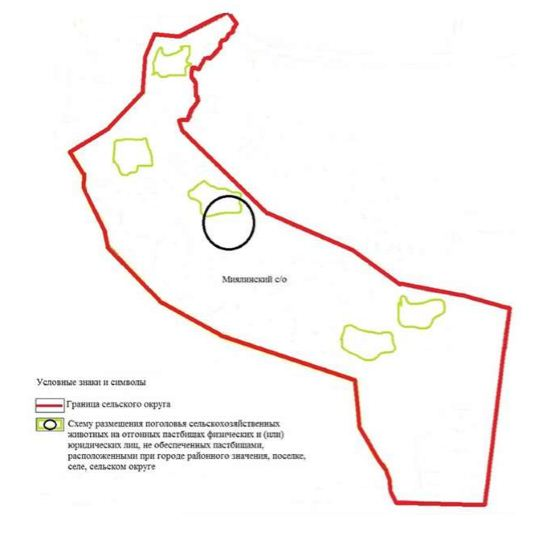 Миялинский с/о
Условные знаки и символы
Граница сельского округа
Схему размещения поголовья сельскохозяйственных
животных на отгонных пастбищах физических и (или)
юридических лиц, не обеспеченных пастбищами,
расположенными при городе районного значения, поселке,
селе, сельском округе